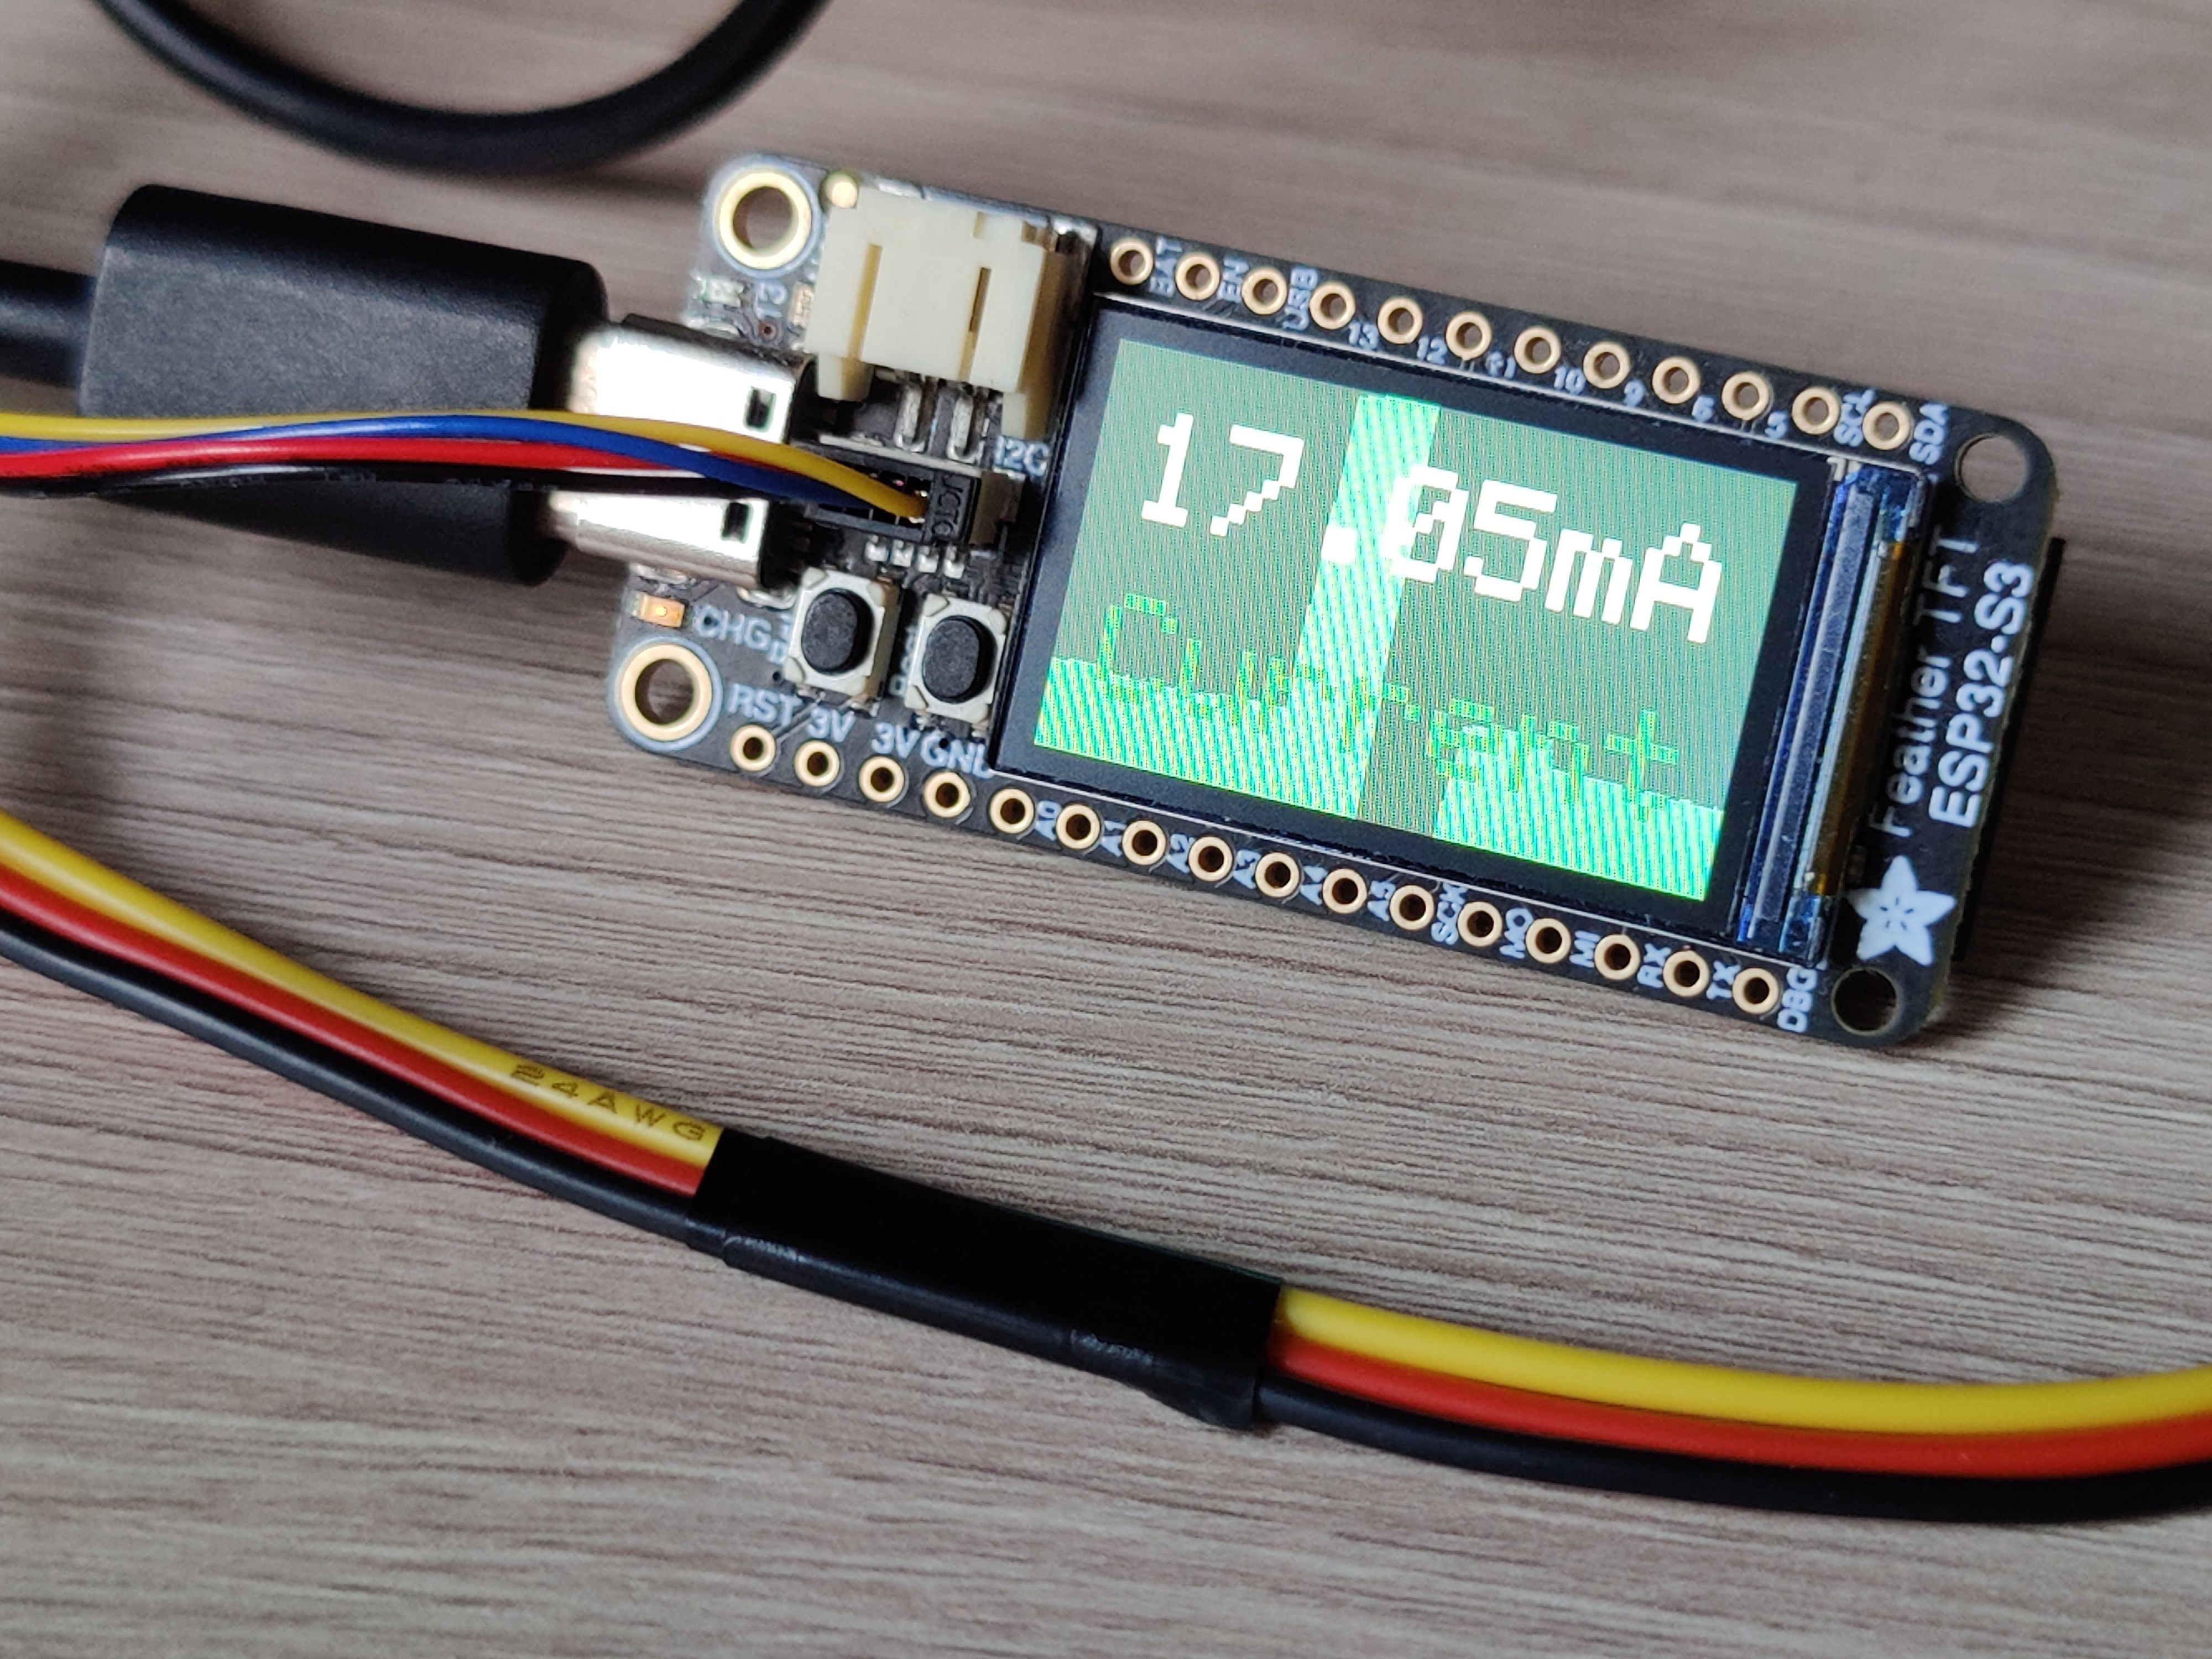 17.05mA
Current
BAT
EN
USB
13
12
11
10
9
6
5
SCL
SDA
I2C
CHG
RST
3V
3V
GND
A0
A1
A2
A3
A4
A5
SCK
MO
MI
RX
TX
DBG
Feather TFT
ESP32-S3
24AWG